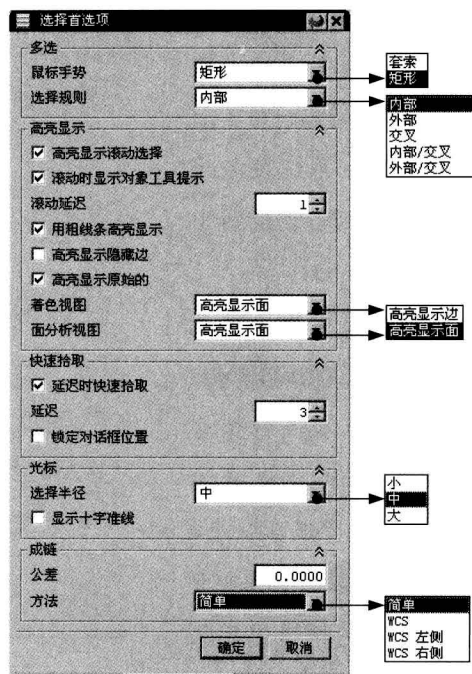 选择首选项
多选
鼠标手势 矩形
套索
矩形
选择规则 内部
内部
外部
交叉
内部/交叉
外部/交叉
高亮显示
高亮显示滚动选择
滚动时显示对象工具提示
滚动延迟 1
用粗线条高亮显示
高亮显示隐藏边
高亮显示原始的
着色视图 高亮显示面
高亮显示边
高亮显示面
面分析视图 高亮显示面
快速拾取
延迟时快速拾取
延迟 3
锁定对话框位置
光标
选择半径 中
小
中
大
显示十字准线
成链
公差 0.0000
方法 简单
简单
WCS
WCS 左侧
WCS 右侧
确定 取消